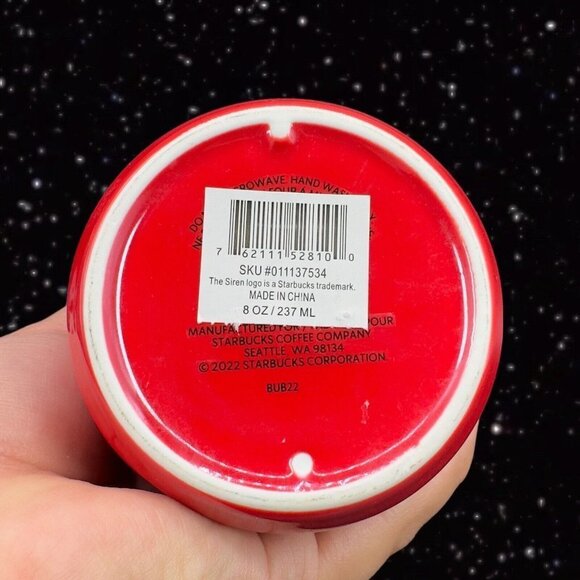 HAND WASH
7 62111 52810 0
SKU #011137534
The Siren logo is a Starbucks trademark.
MADE IN CHINA
8 OZ / 237 ML
MANUFACTURED FOR / POUR
STARBUCKS COFFEE COMPANY
SEATTLE, WA 98134
© 2022 STARBUCKS CORPORATION.
BUB22